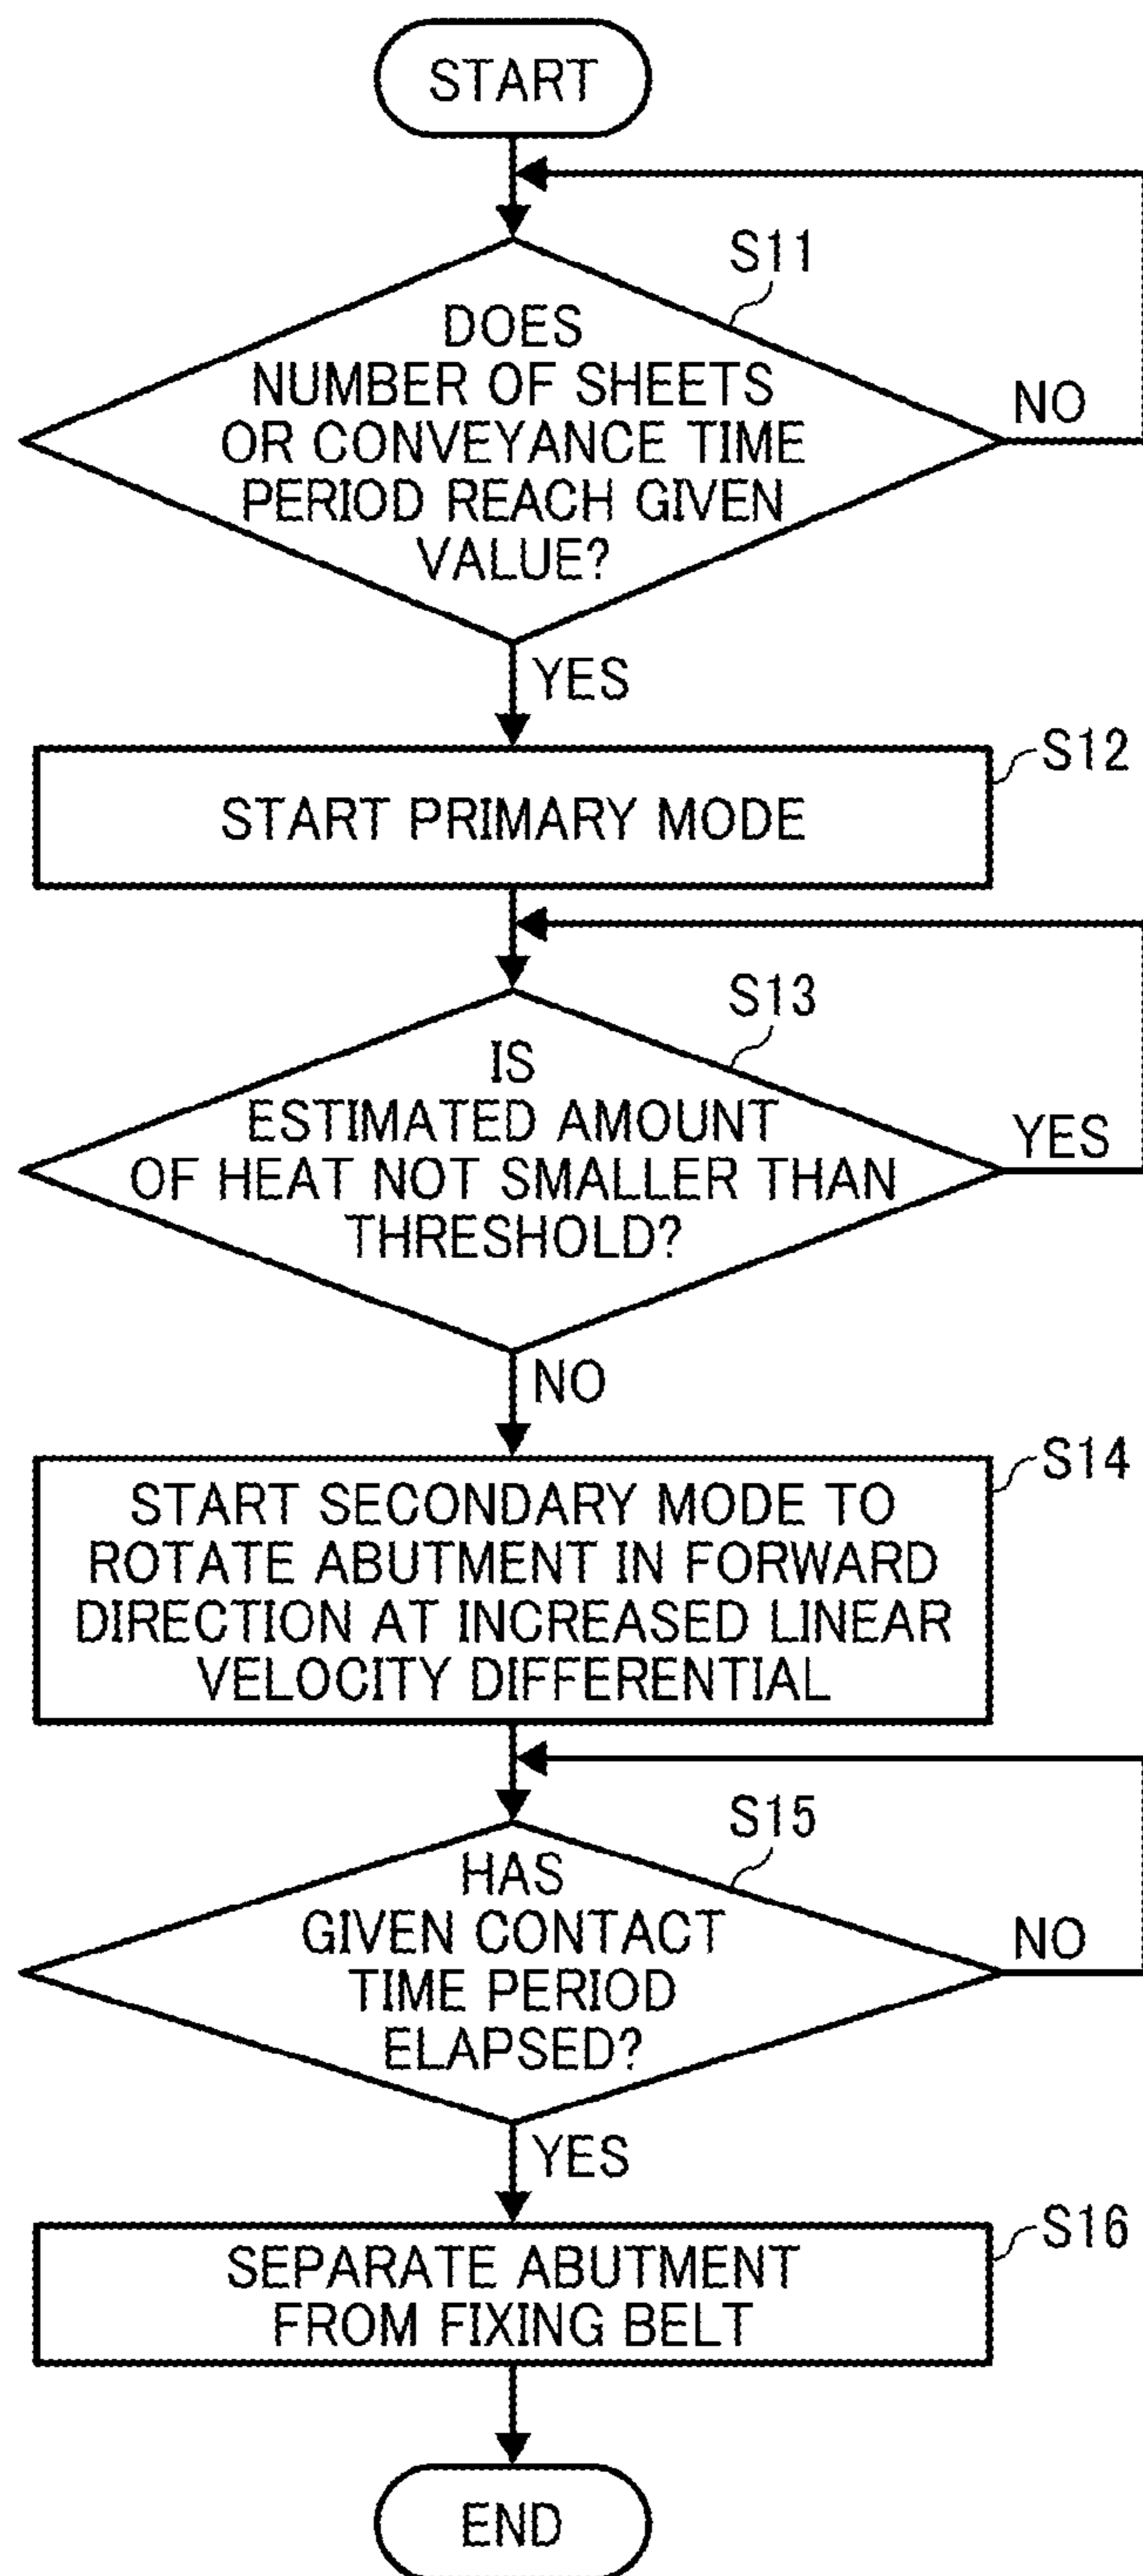 START
S11
DOES
NUMBER OF SHEETS
OR CONVEYANCE TIME
PERIOD REACH GIVEN
VALUE?
NO
YES
S12
START PRIMARY MODE
S13
IS
ESTIMATED AMOUNT
OF HEAT NOT SMALLER THAN
THRESHOLD?
YES
NO
S14
START SECONDARY MODE TO
ROTATE ABUTMENT IN FORWARD
DIRECTION AT INCREASED LINEAR
VELOCITY DIFFERENTIAL
S15
HAS
GIVEN CONTACT
TIME PERIOD
ELAPSED?
NO
YES
S16
SEPARATE ABUTMENT
FROM FIXING BELT
END